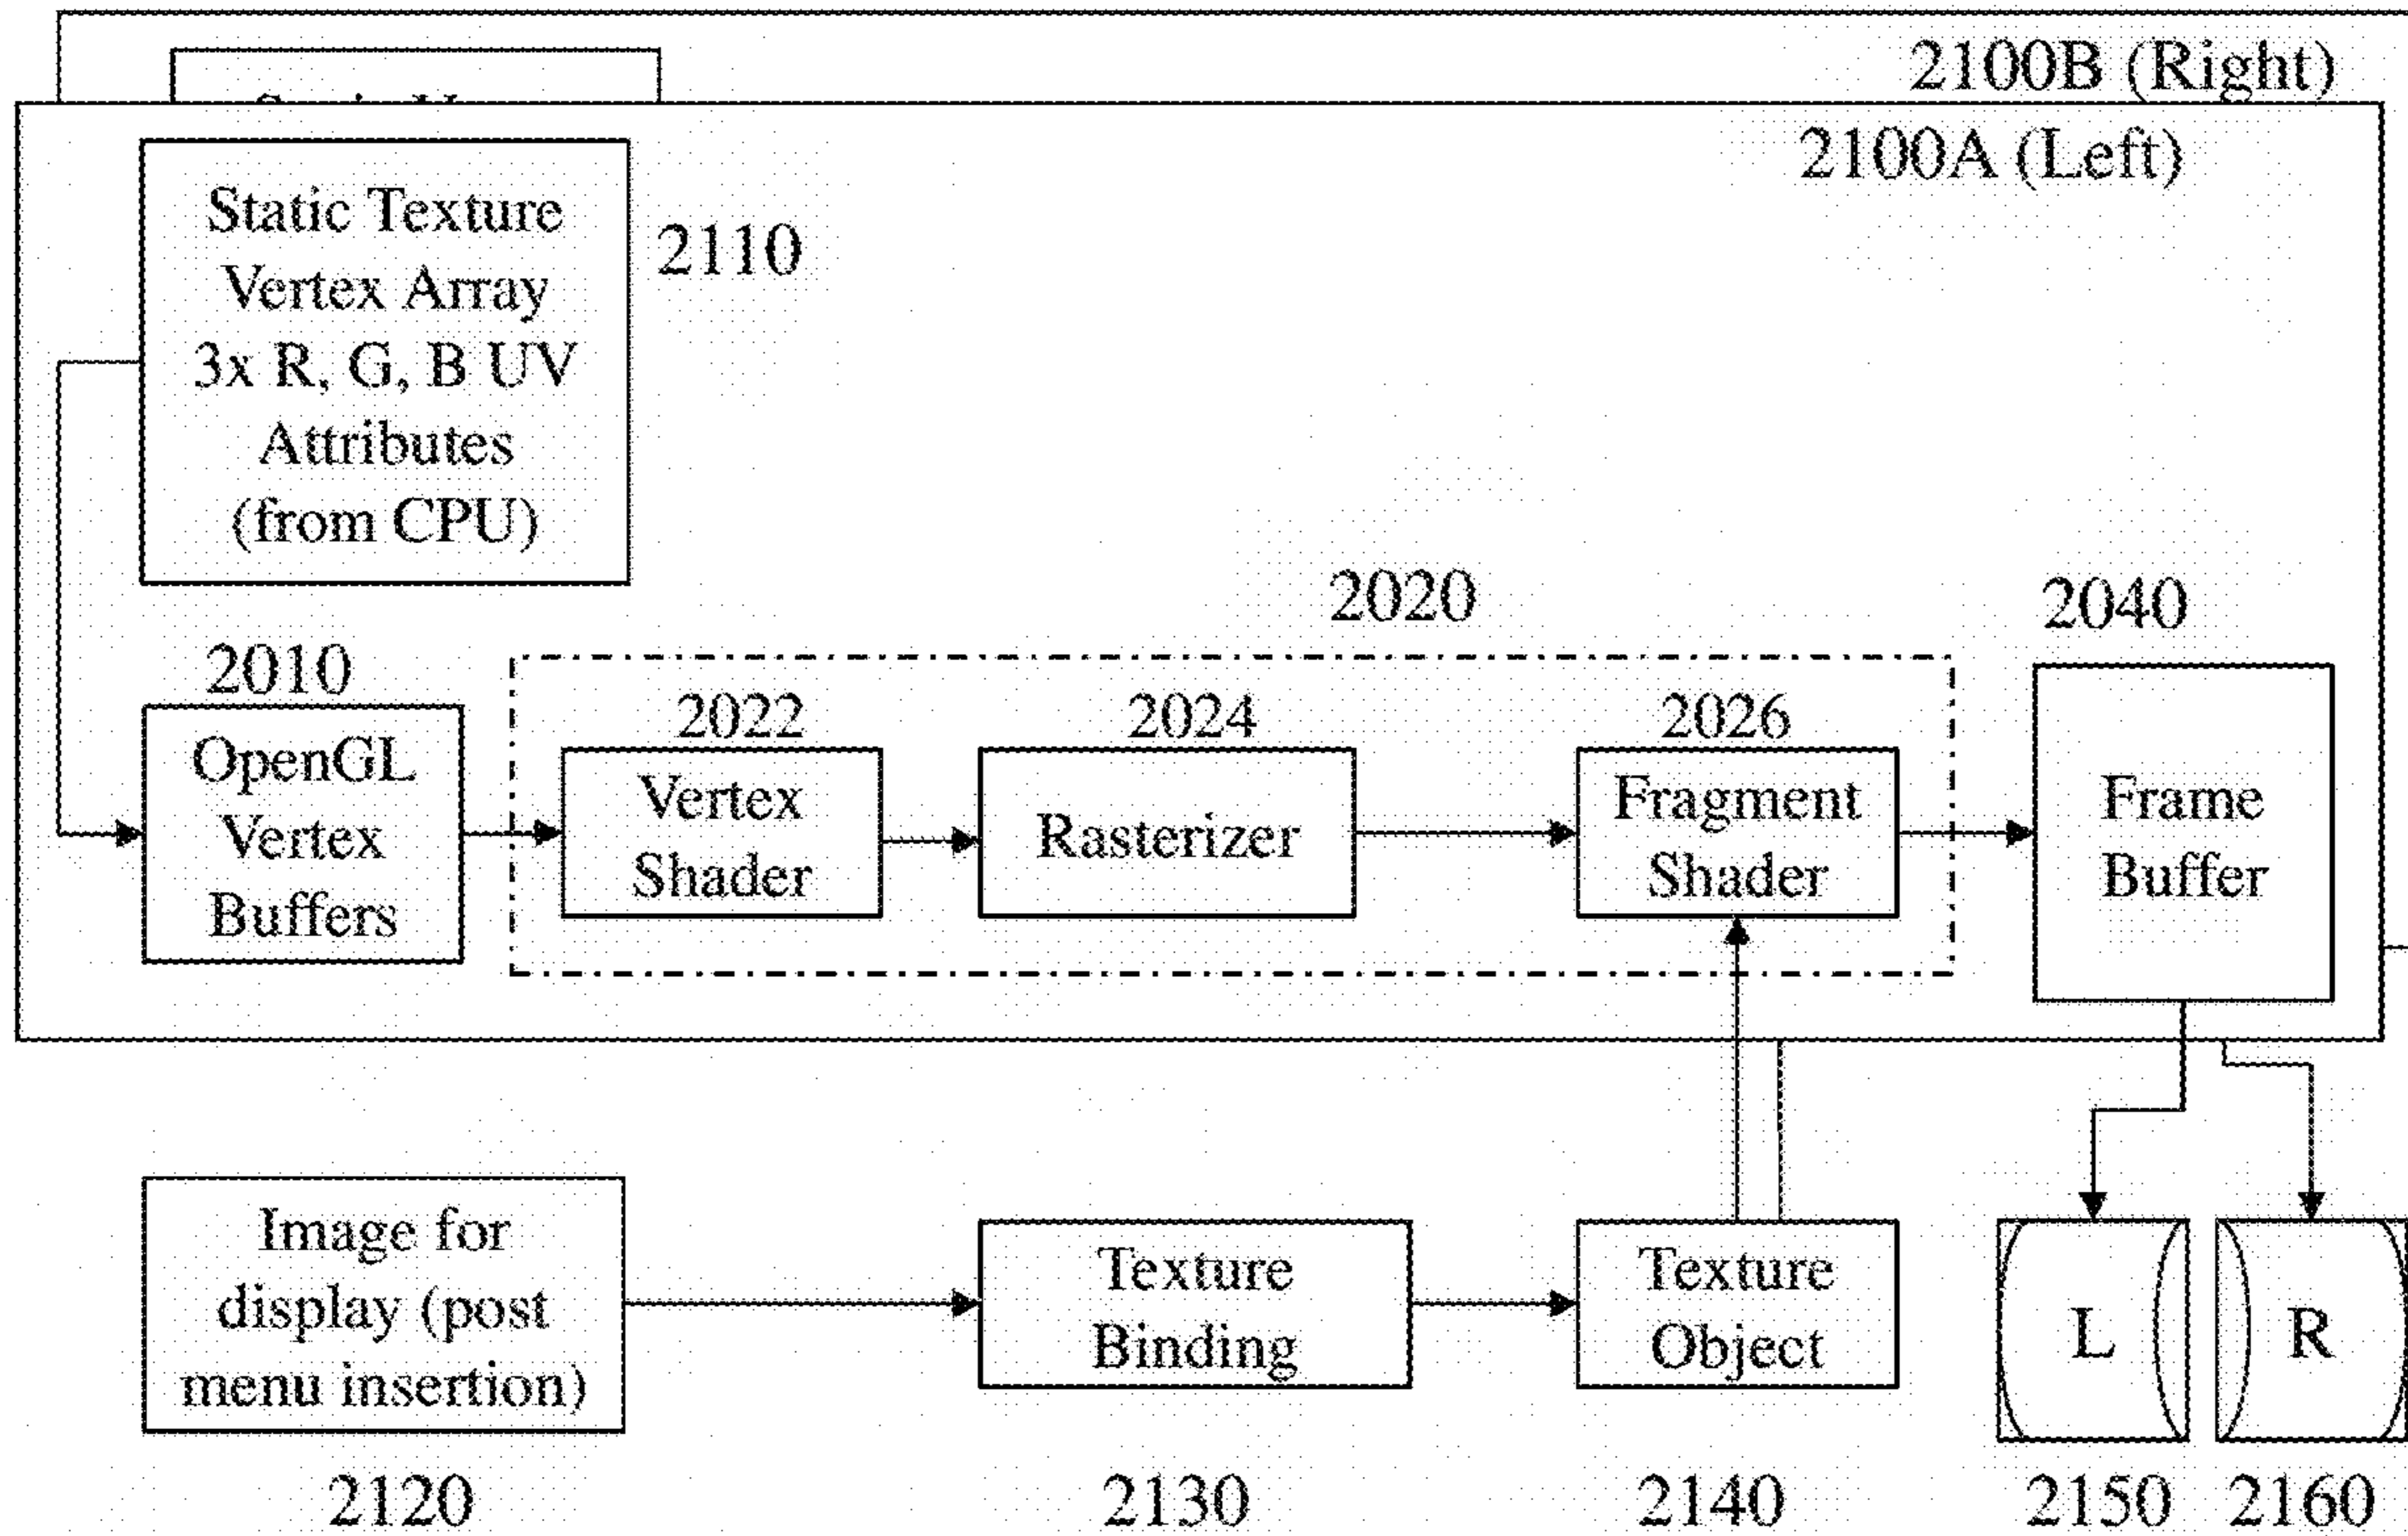 2100B (Right)
2100A (Left)
Static Texture
Vertex Array
3x R, G, B UV
Attributes
(from CPU)
2110
2020
2040
2010
OpenGL
Vertex
Buffers
2022
Vertex
Shader
2024
Rasterizer
2026
Fragment
Shader
Frame
Buffer
Image for
display (post
menu insertion)
Texture
Binding
Texture
Object
L
R
2120
2130
2140
2150
2160